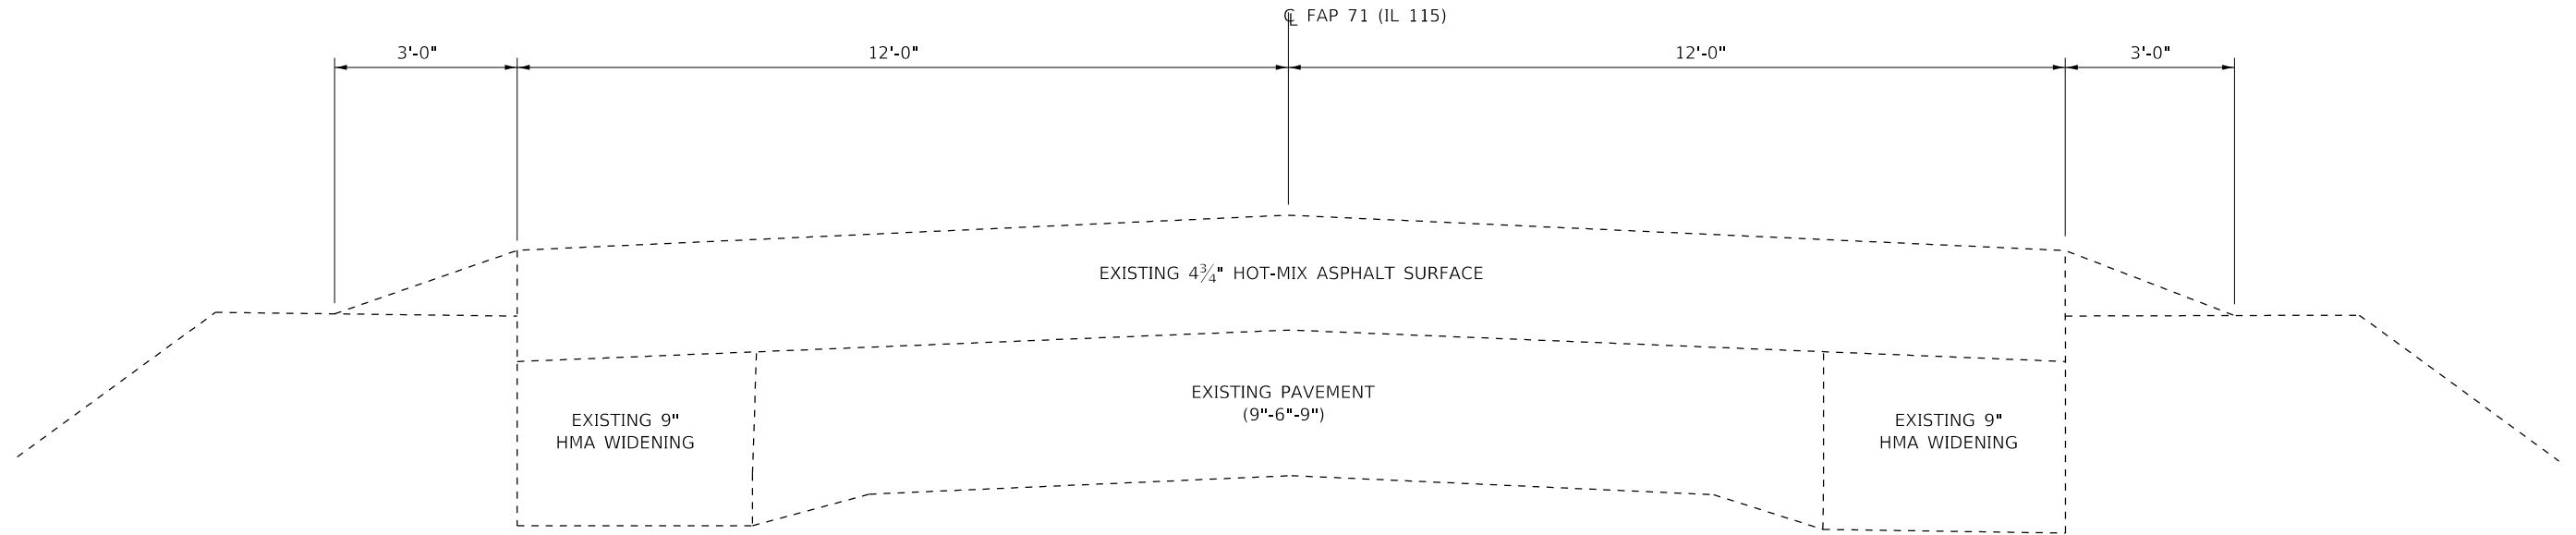 ℄ FAP 71 (IL 115)
3'-0" 12'-0" 12'-0" 3'-0"
EXISTING 4¾" HOT-MIX ASPHALT SURFACE
EXISTING PAVEMENT
(9"-6"-9")
EXISTING 9"
HMA WIDENING
EXISTING 9"
HMA WIDENING